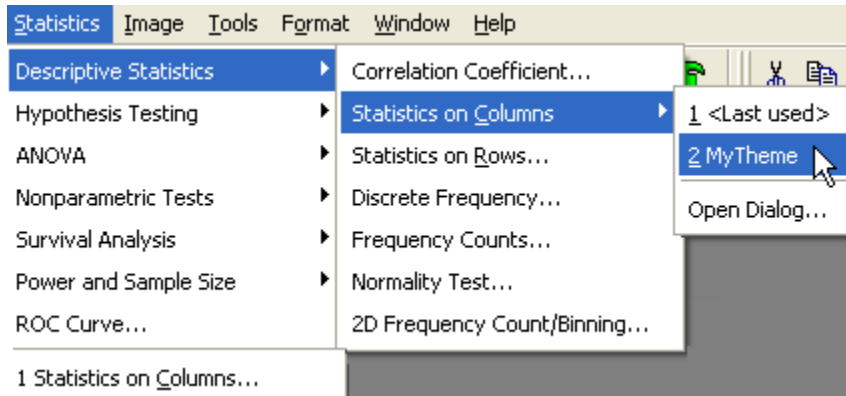 Statistics Image Tools Format Window Help
Descriptive Statistics
Hypothesis Testing
ANOVA
Nonparametric Tests
Survival Analysis
Power and Sample Size
ROC Curve...
1 Statistics on Columns...
Correlation Coefficient...
Statistics on Columns
Statistics on Rows...
Discrete Frequency...
Frequency Counts...
Normality Test...
2D Frequency Count/Binning...
1 <Last used>
2 MyTheme
Open Dialog...